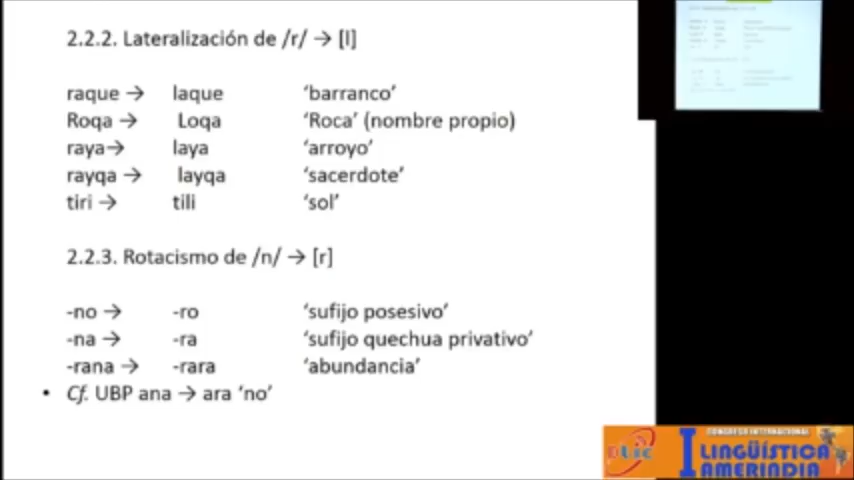 2.2.2. Lateralización de /r/ → [l]
raque → laque ‘barranco’
Roqa → Loqa ‘Roca’ (nombre propio)
raya→ laya ‘arroyo’
rayqa → layqa ‘sacerdote’
tiri → tili ‘sol’
2.2.3. Rotacismo de /n/ → [r]
-no → -ro ‘sufijo posesivo’
-na → -ra ‘sufijo quechua privativo’
-rana → -rara ‘abundancia’
• Cf. UBP ana → ara ‘no’
CONGRESO INTERNACIONAL
I LINGÜÍSTICA
AMERINDIA